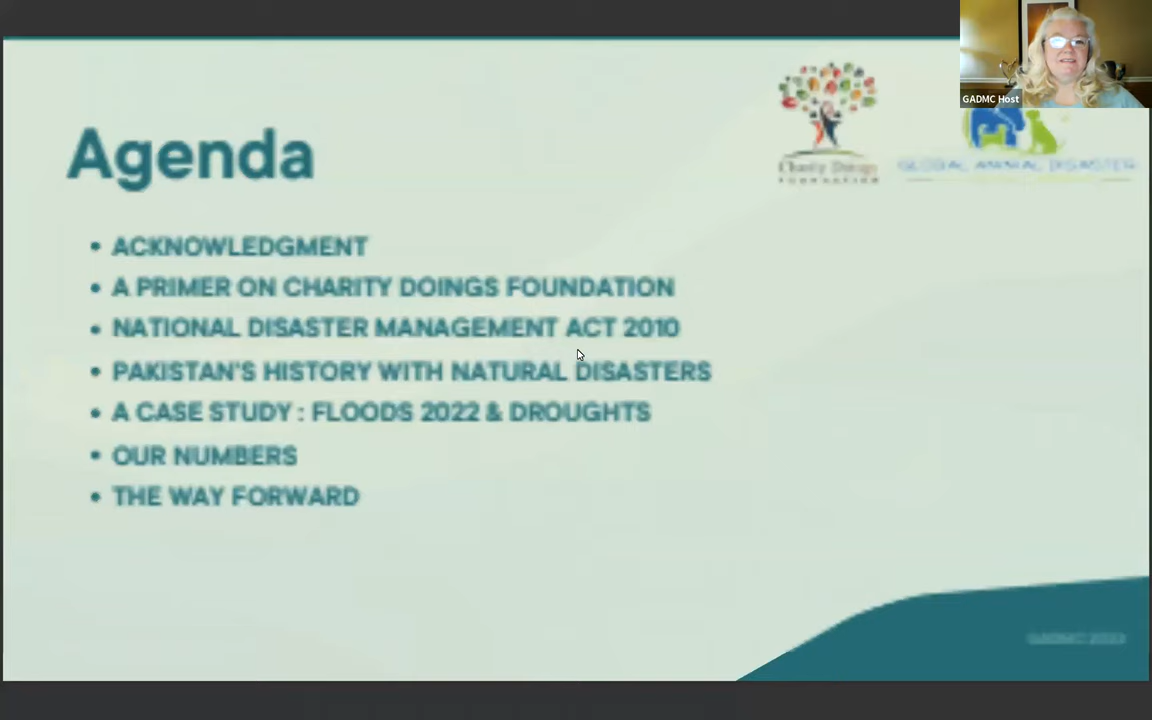 GADMC Host
Charity Doings
FOUNDATION
GLOBAL ANIMAL DISASTER
Agenda
• ACKNOWLEDGMENT
• A PRIMER ON CHARITY DOINGS FOUNDATION
• NATIONAL DISASTER MANAGEMENT ACT 2010
• PAKISTAN'S HISTORY WITH NATURAL DISASTERS
• A CASE STUDY : FLOODS 2022 & DROUGHTS
• OUR NUMBERS
• THE WAY FORWARD
GADMC